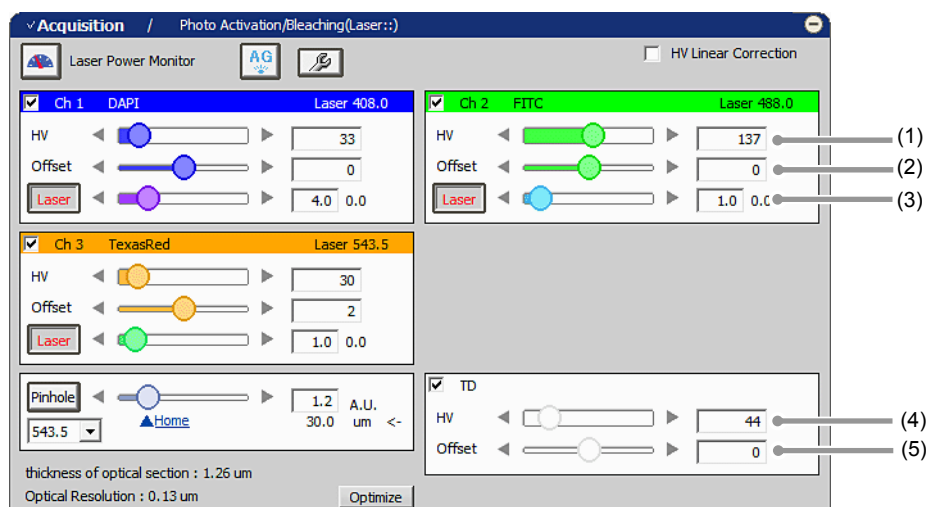 Acquisition / Photo Activation/Bleaching(Laser::)
Laser Power Monitor AG HV Linear Correction
Ch 1 DAPI Laser 408.0
HV 33
Offset 0
Laser 4.0 0.0
Ch 2 FITC Laser 488.0
HV 137 (1)
Offset 0 (2)
Laser 1.0 0.0 (3)
Ch 3 TexasRed Laser 543.5
HV 30
Offset 2
Laser 1.0 0.0
Pinhole 1.2 A.U.
Home 30.0 um <-
543.5
TD
HV 44 (4)
Offset 0 (5)
thickness of optical section : 1.26 um
Optical Resolution : 0.13 um Optimize